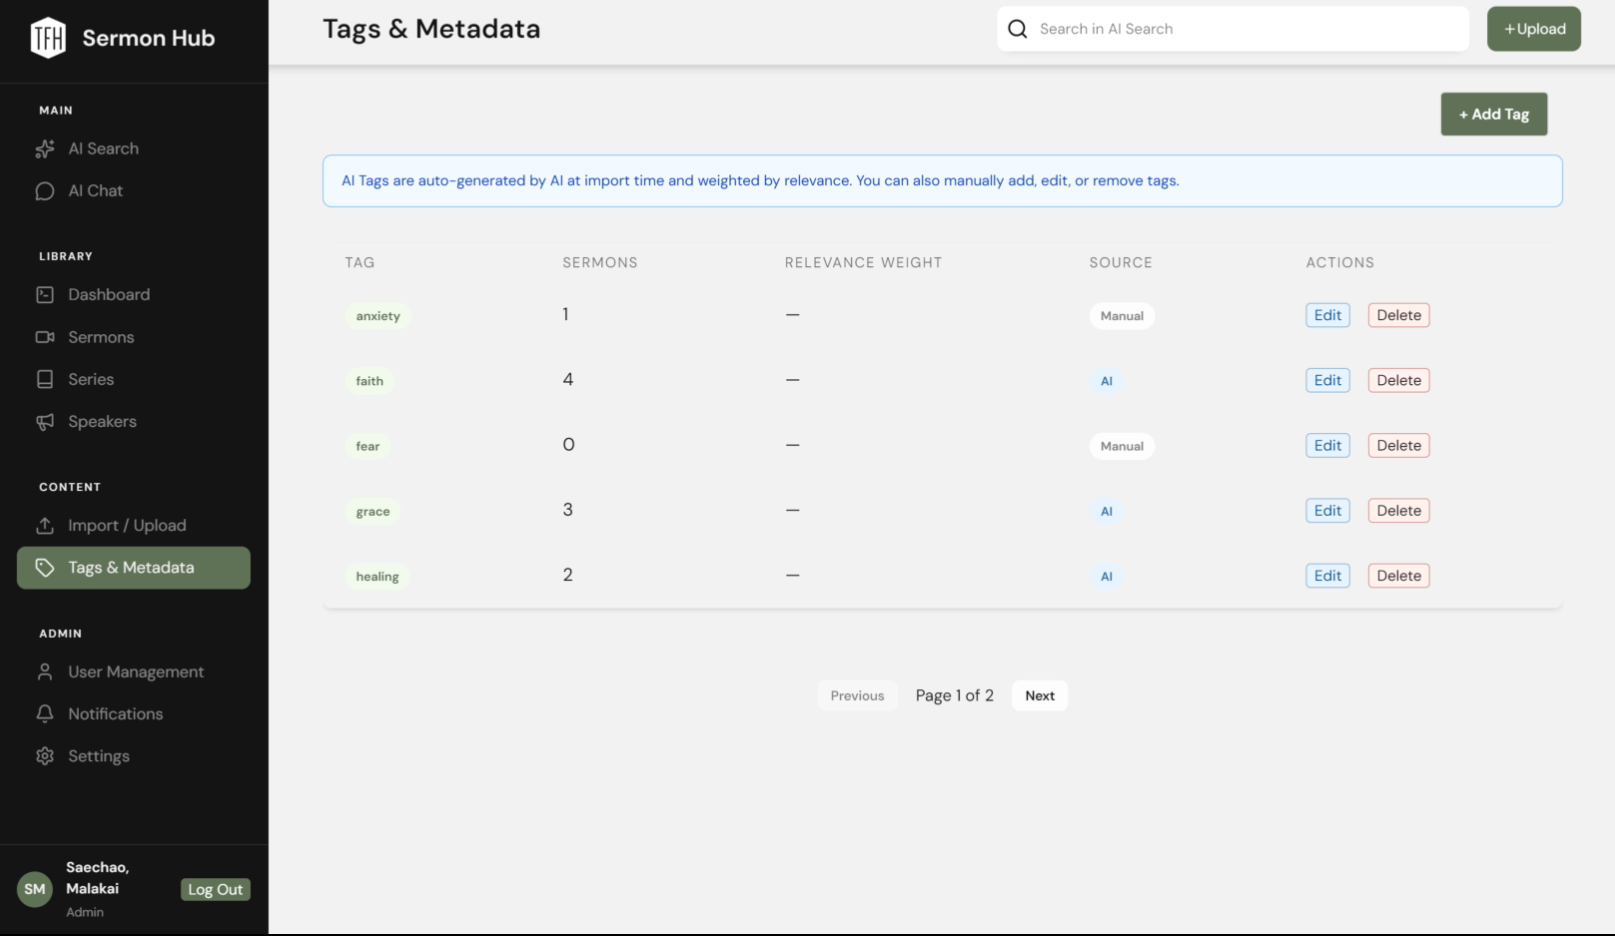 TFH Sermon Hub
MAIN
AI Search
AI Chat
LIBRARY
Dashboard
Sermons
Series
Speakers
CONTENT
Import / Upload
Tags & Metadata
ADMIN
User Management
Notifications
Settings
SM
Saechao,
Malakai
Admin
Log Out
Tags & Metadata
Search in AI Search
+Upload
+ Add Tag
AI Tags are auto-generated by AI at import time and weighted by relevance. You can also manually add, edit, or remove tags.
TAG SERMONS RELEVANCE WEIGHT SOURCE ACTIONS
anxiety 1 — Manual Edit Delete
faith 4 — AI Edit Delete
fear 0 — Manual Edit Delete
grace 3 — AI Edit Delete
healing 2 — AI Edit Delete
Previous Page 1 of 2 Next